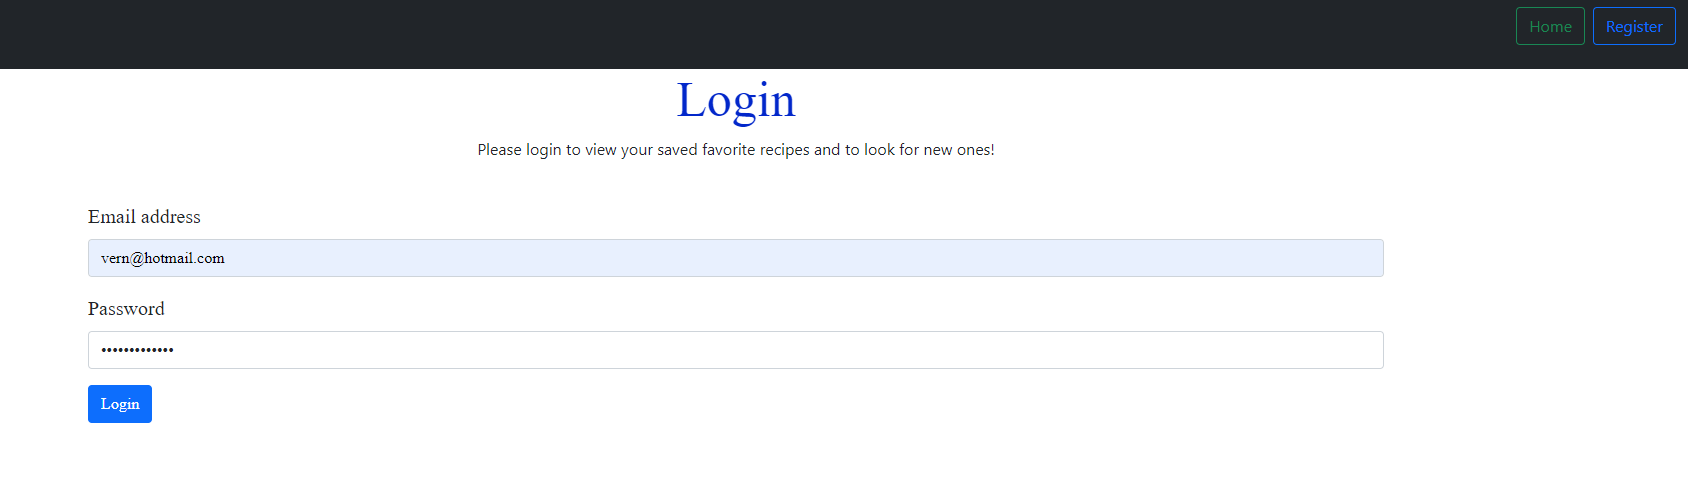 Home Register
Login
Please login to view your saved favorite recipes and to look for new ones!
Email address
vern@hotmail.com
Password
•••••••••••••
Login